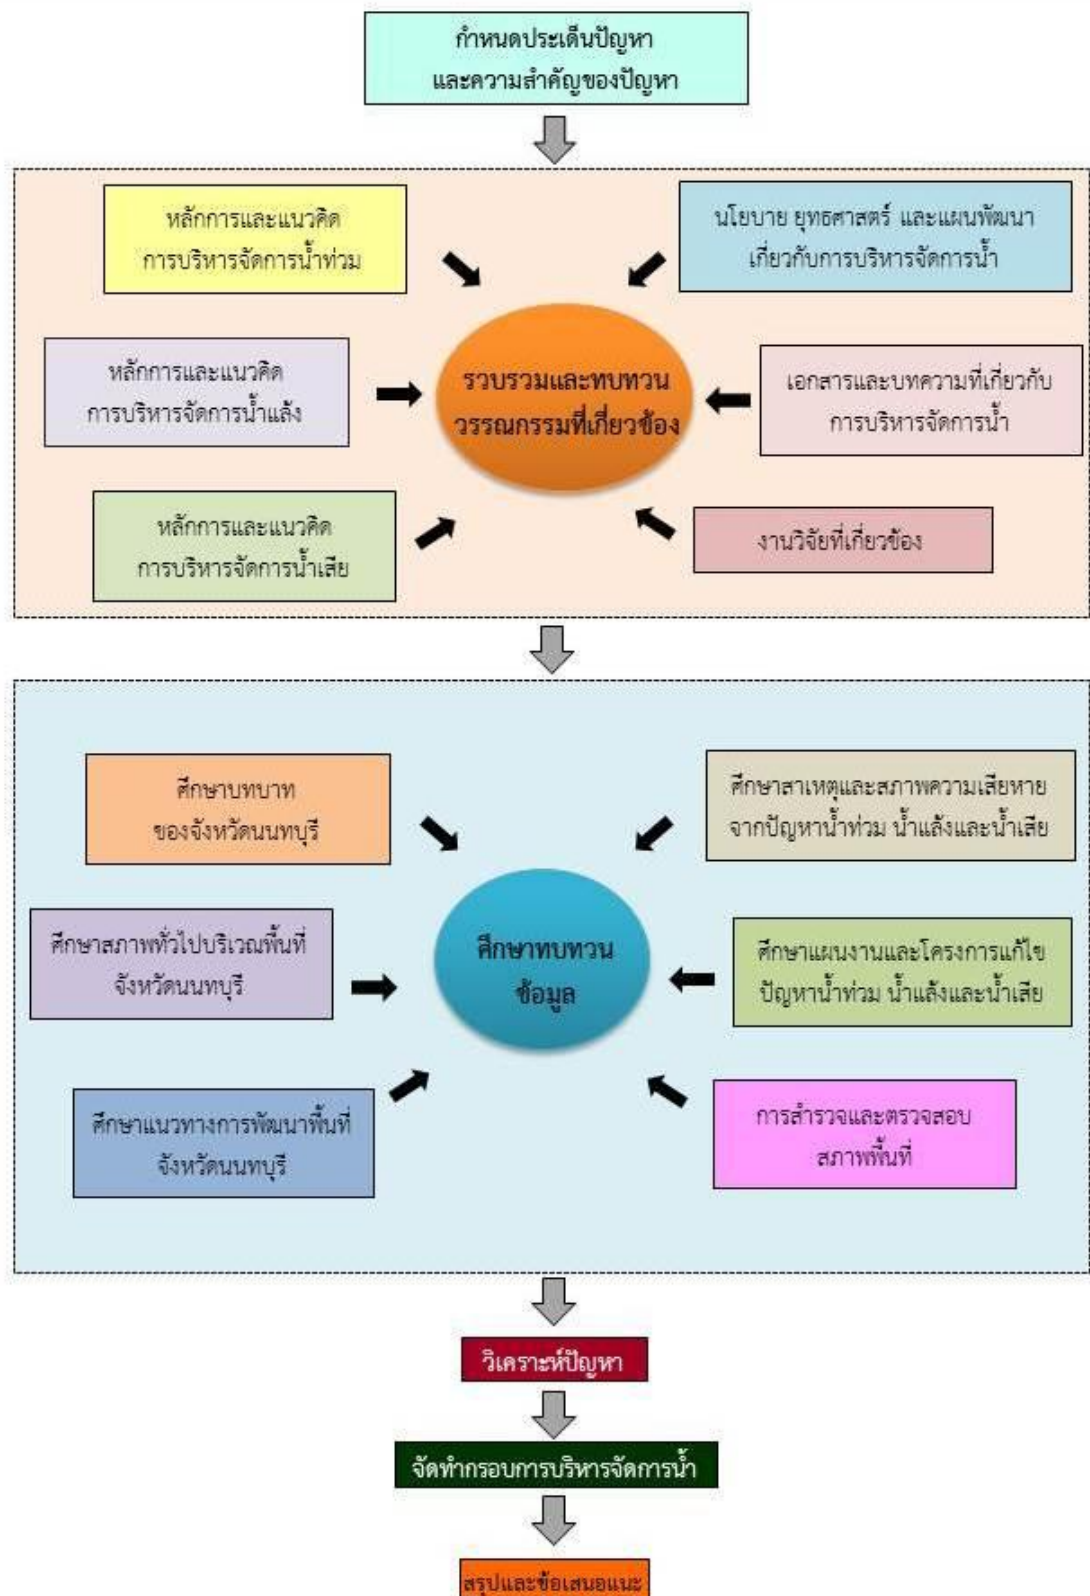 กำหนดประเด็นปัญหา
และความสำคัญของปัญหา
หลักการและแนวคิด
การบริหารจัดการน้ำท่วม
นโยบาย ยุทธศาสตร์ และแผนพัฒนา
เกี่ยวกับการบริหารจัดการน้ำ
หลักการและแนวคิด
การบริหารจัดการน้ำแล้ง
รวบรวมและทบทวน
วรรณกรรมที่เกี่ยวข้อง
เอกสารและบทความที่เกี่ยวกับ
การบริหารจัดการน้ำ
หลักการและแนวคิด
การบริหารจัดการน้ำเสีย
งานวิจัยที่เกี่ยวข้อง
ศึกษาบทบาท
ของจังหวัดนนทบุรี
ศึกษาสาเหตุและสภาพความเสียหาย
จากปัญหาน้ำท่วม น้ำแล้งและน้ำเสีย
ศึกษาสภาพทั่วไปบริเวณพื้นที่
จังหวัดนนทบุรี
ศึกษาทบทวน
ข้อมูล
ศึกษาแผนงานและโครงการแก้ไข
ปัญหาน้ำท่วม น้ำแล้งและน้ำเสีย
ศึกษาแนวทางการพัฒนาพื้นที่
จังหวัดนนทบุรี
การสำรวจและตรวจสอบ
สภาพพื้นที่
วิเคราะห์ปัญหา
จัดทำกรอบการบริหารจัดการน้ำ
สรุปและข้อเสนอแนะ